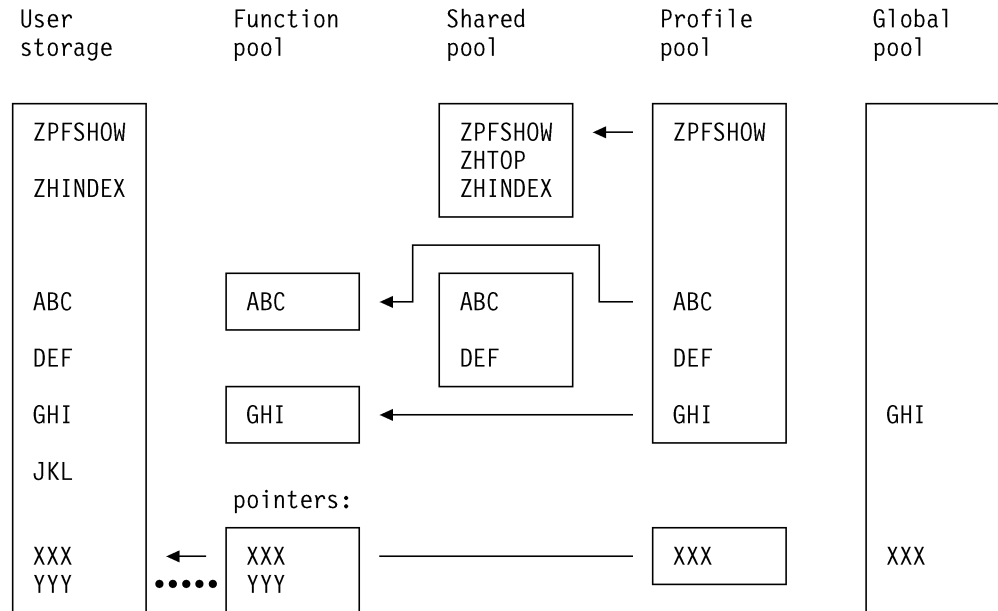 User Function Shared Profile Global
storage pool pool pool pool
ZPFSHOW ZPFSHOW ZPFSHOW
ZHTOP
ZHINDEX ZHINDEX
ABC ABC ABC ABC
DEF DEF DEF
GHI GHI GHI GHI
JKL
pointers:
XXX XXX XXX XXX
YYY YYY